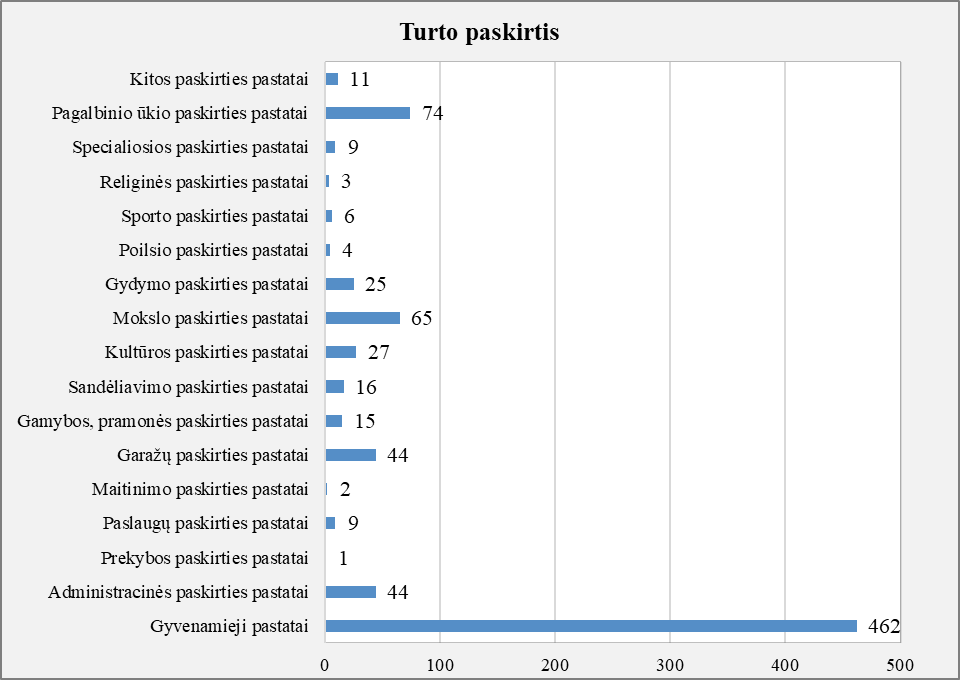 Turto paskirtis
Kitos paskirties pastatai 11
Pagalbinio ūkio paskirties pastatai 74
Specialiosios paskirties pastatai 9
Religinės paskirties pastatai 3
Sporto paskirties pastatai 6
Poilsio paskirties pastatai 4
Gydymo paskirties pastatai 25
Mokslo paskirties pastatai 65
Kultūros paskirties pastatai 27
Sandėliavimo paskirties pastatai 16
Gamybos, pramonės paskirties pastatai 15
Garažų paskirties pastatai 44
Maitinimo paskirties pastatai 2
Paslaugų paskirties pastatai 9
Prekybos paskirties pastatai 1
Administracinės paskirties pastatai 44
Gyvenamieji pastatai 462
0 100 200 300 400 500